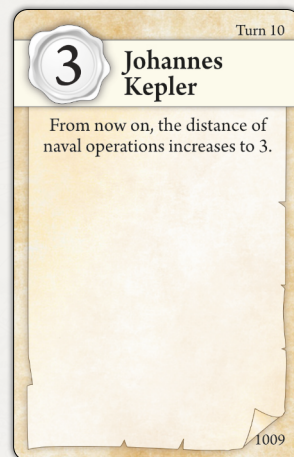 Turn 10
3
Johannes
Kepler
From now on, the distance of
naval operations increases to 3.
1009